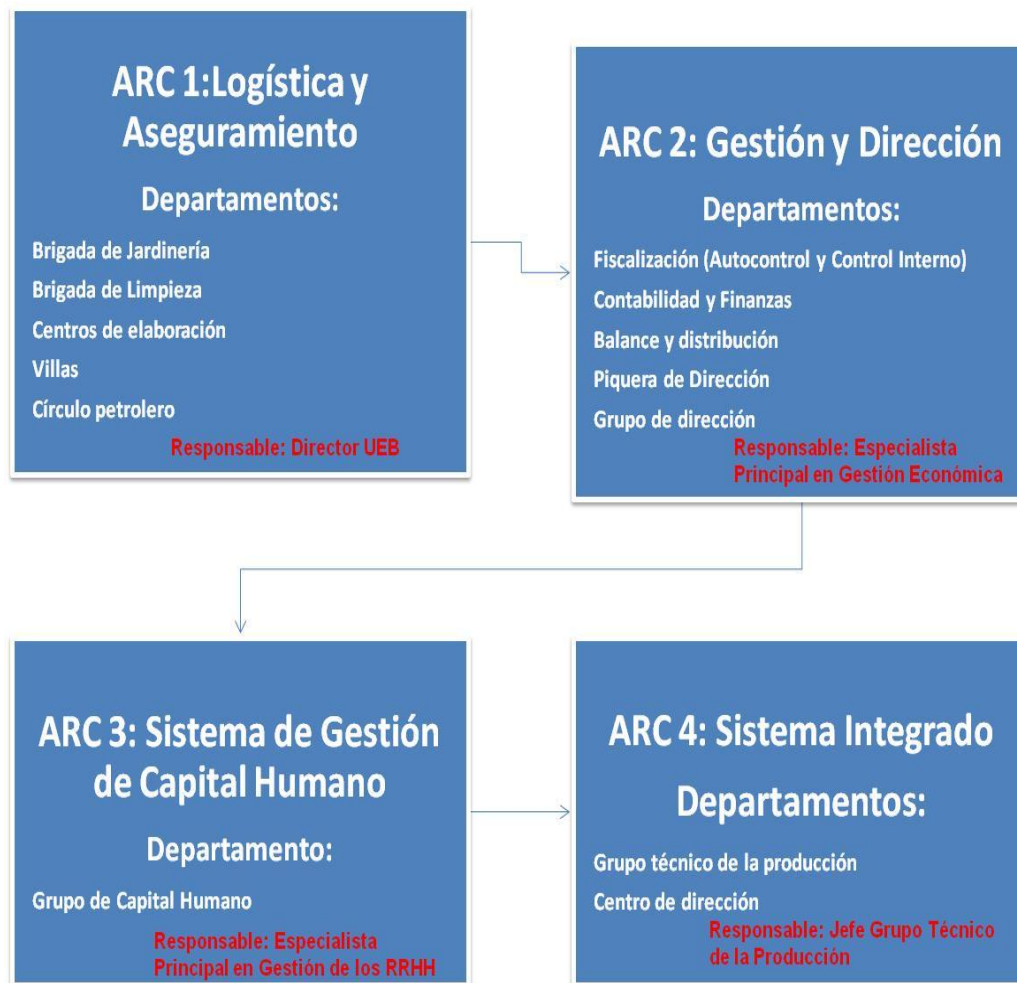 ARC 1:Logística y
Aseguramiento
Departamentos:
Brigada de Jardinería
Brigada de Limpieza
Centros de elaboración
Villas
Círculo petrolero
Responsable: Director UEB
ARC 2: Gestión y Dirección
Departamentos:
Fiscalización (Autocontrol y Control Interno)
Contabilidad y Finanzas
Balance y distribución
Piquera de Dirección
Grupo de dirección
Responsable: Especialista
Principal en Gestión Económica
ARC 3: Sistema de Gestión
de Capital Humano
Departamento:
Grupo de Capital Humano
Responsable: Especialista
Principal en Gestión de los RRHH
ARC 4: Sistema Integrado
Departamentos:
Grupo técnico de la producción
Centro de dirección
Responsable: Jefe Grupo Técnico
de la Producción